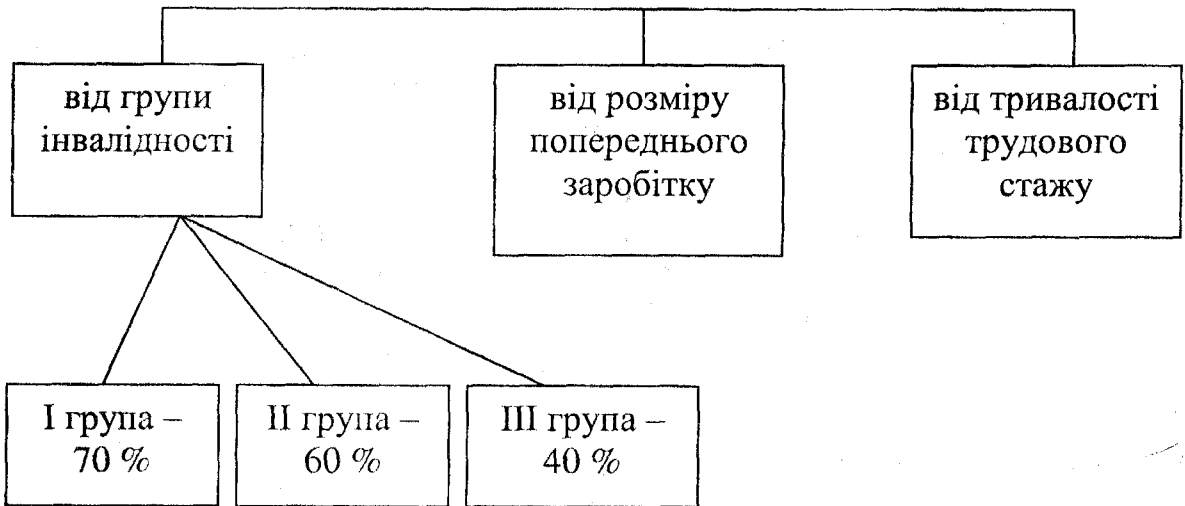 від групи
інвалідності
від розміру
попереднього
заробітку
від тривалості
трудового
стажу
I група –
70 %
II група –
60 %
III група –
40 %